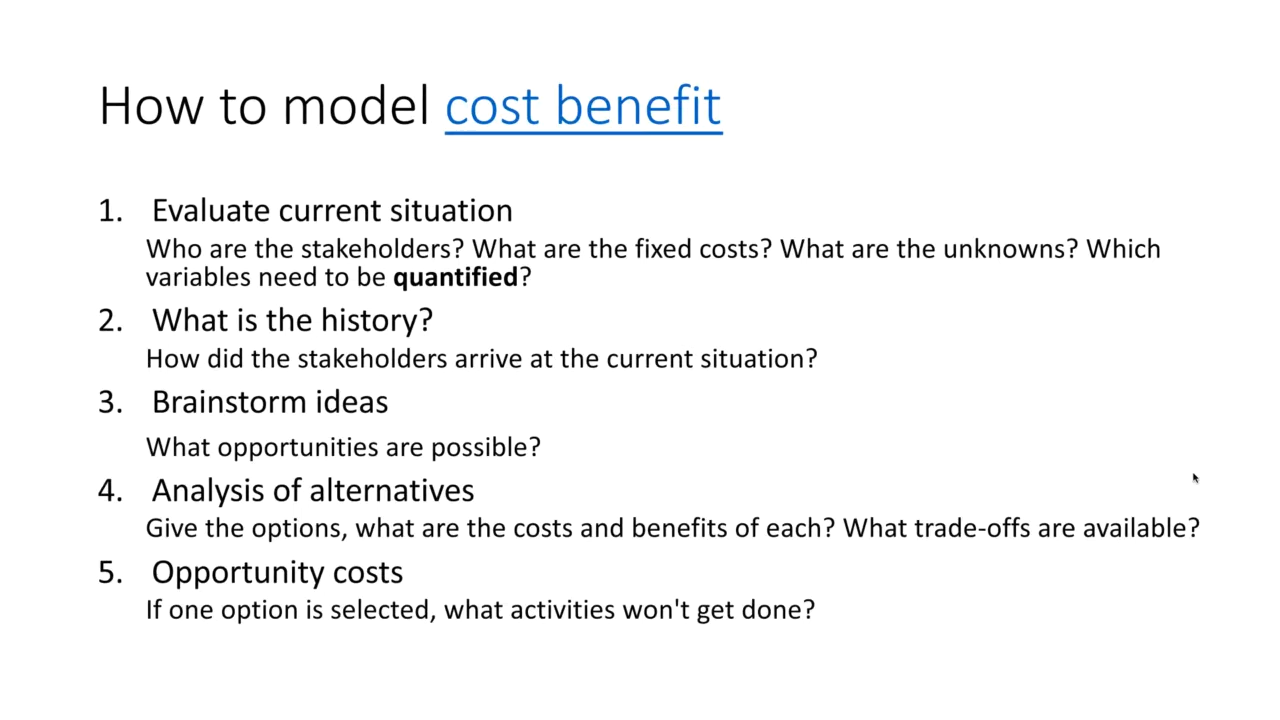 How to model cost benefit
1. Evaluate current situation
Who are the stakeholders? What are the fixed costs? What are the unknowns? Which
variables need to be quantified?
2. What is the history?
How did the stakeholders arrive at the current situation?
3. Brainstorm ideas
What opportunities are possible?
4. Analysis of alternatives
Give the options, what are the costs and benefits of each? What trade-offs are available?
5. Opportunity costs
If one option is selected, what activities won't get done?